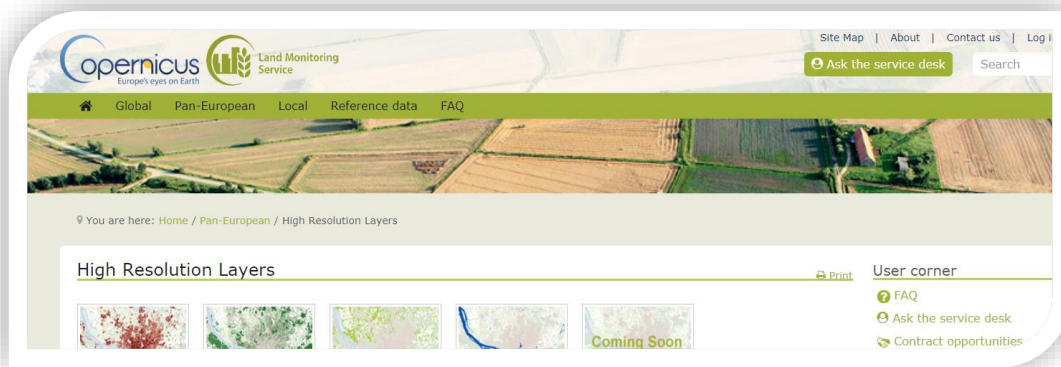 Site Map | About | Contact us | Log i
opernicus
Europe's eyes on Earth
Land Monitoring
Service
Ask the service desk
Search
Global Pan-European Local Reference data FAQ
You are here: Home / Pan-European / High Resolution Layers
High Resolution Layers
Print
User corner
FAQ
Ask the service desk
Contract opportunities
Coming Soon